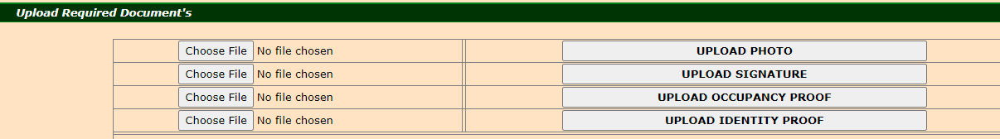 Upload Required Document's
Choose File No file chosen UPLOAD PHOTO
Choose File No file chosen UPLOAD SIGNATURE
Choose File No file chosen UPLOAD OCCUPANCY PROOF
Choose File No file chosen UPLOAD IDENTITY PROOF